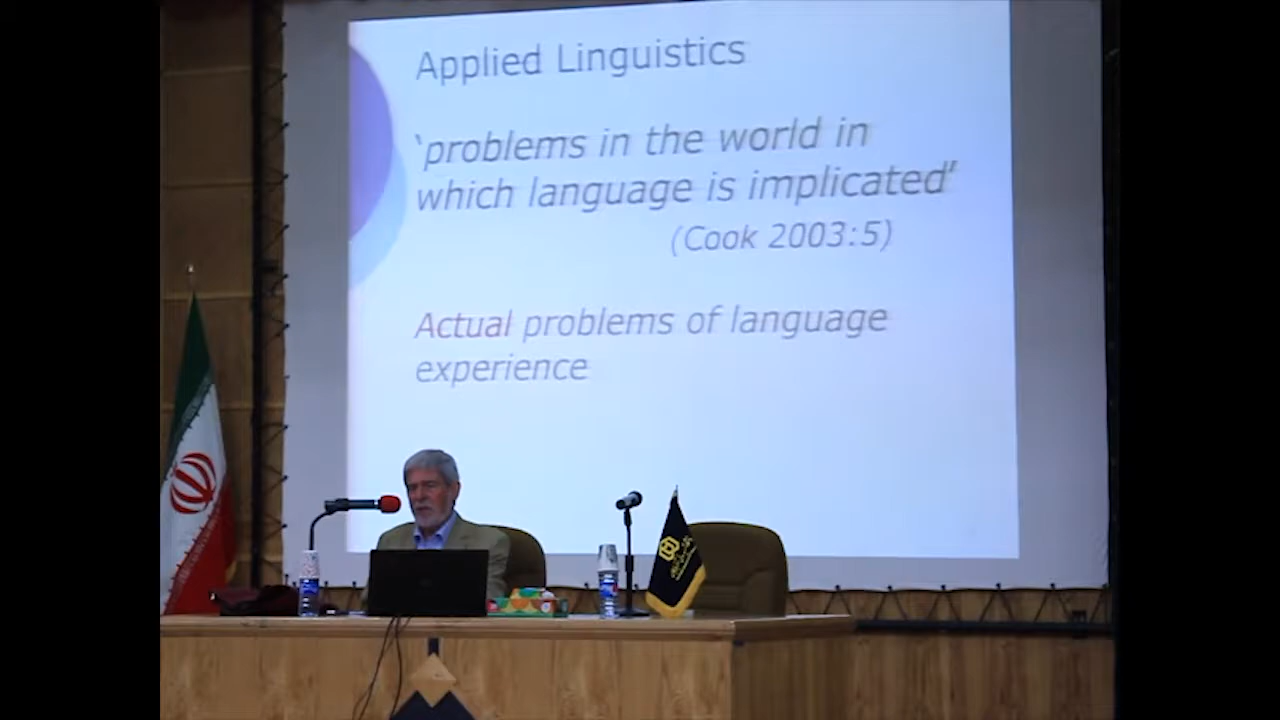 Applied Linguistics
‘problems in the world in
which language is implicated’
(Cook 2003:5)
Actual problems of language
experience